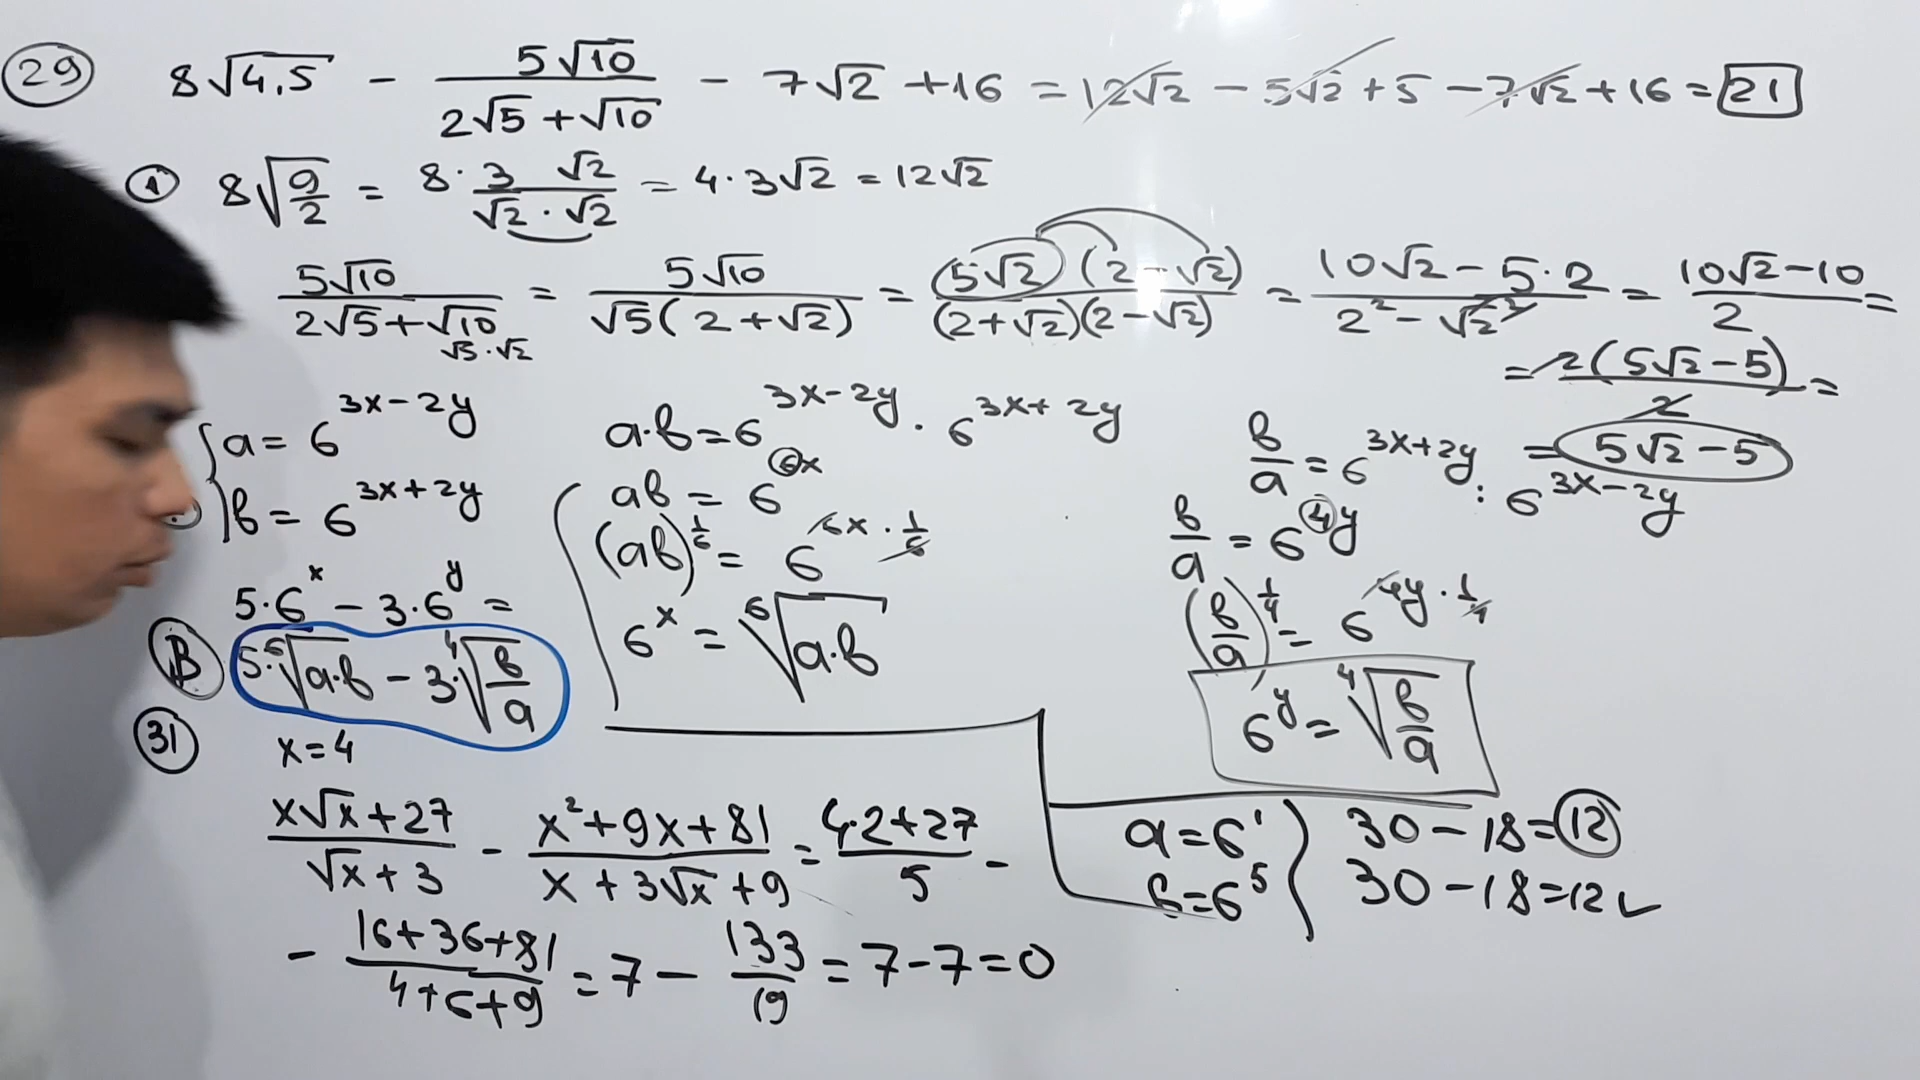 29 8√4,5 − 5√10/(2√5+√10) − 7√2 + 16 = 12√2 − 5√2 + 5 − 7√2 + 16 = 21
1 8√(9/2) = 8·3 √2/(√2·√2) = 4·3√2 = 12√2
5√10/(2√5+√10) = 5√10/(√5(2+√2)) = 5√2(2−√2)/((2+√2)(2−√2)) = (10√2−5·2)/(2²−√2²) = (10√2−10)/2 =
√5·√2
= 2(5√2−5)/2 =
= 5√2−5
a = 6^(3x−2y)
b = 6^(3x+2y)
5·6^x − 3·6^y =
B 5·⁶√(a·b) − 3·⁴√(b/a)
a·b = 6^(3x−2y) · 6^(3x+2y)
ab = 6^(6x)
(ab)^(1/6) = 6^(6x·1/6)
6^x = ⁶√(a·b)
b/a = 6^(3x+2y) : 6^(3x−2y)
b/a = 6^(4y)
(b/a)^(1/4) = 6^(4y·1/4)
6^y = ⁴√(b/a)
31 x=4
(x√x+27)/(√x+3) − (x²+9x+81)/(x+3√x+9) = (4·2+27)/5 −
− (16+36+81)/(4+6+9) = 7 − 133/19 = 7−7=0
a=6¹ 30−18=12
b=6⁵ 30−18=12 ✓